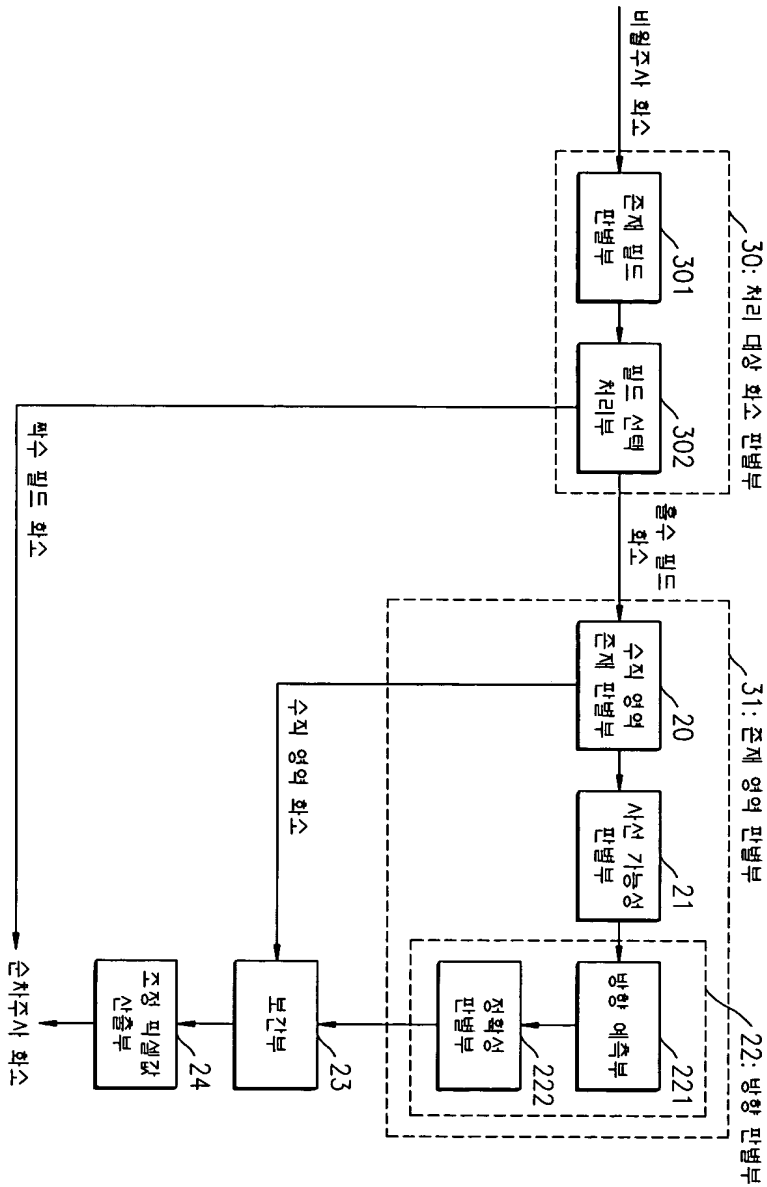 비월주사 화소
30: 처리 대상 화소 판별부
존재 필드
판별부
301
필드 선택
처리부
302
홀수 필드
화소
짝수 필드 화소
31: 존재 영역 판별부
수직 영역
존재 판별부
20
수직 영역 화소
사선 가능성
판별부
21
22: 방향 판별부
방향 예측부
221
정확성
판별부
222
보간부
23
조정 픽셀값
산출부
24
순차주사 화소